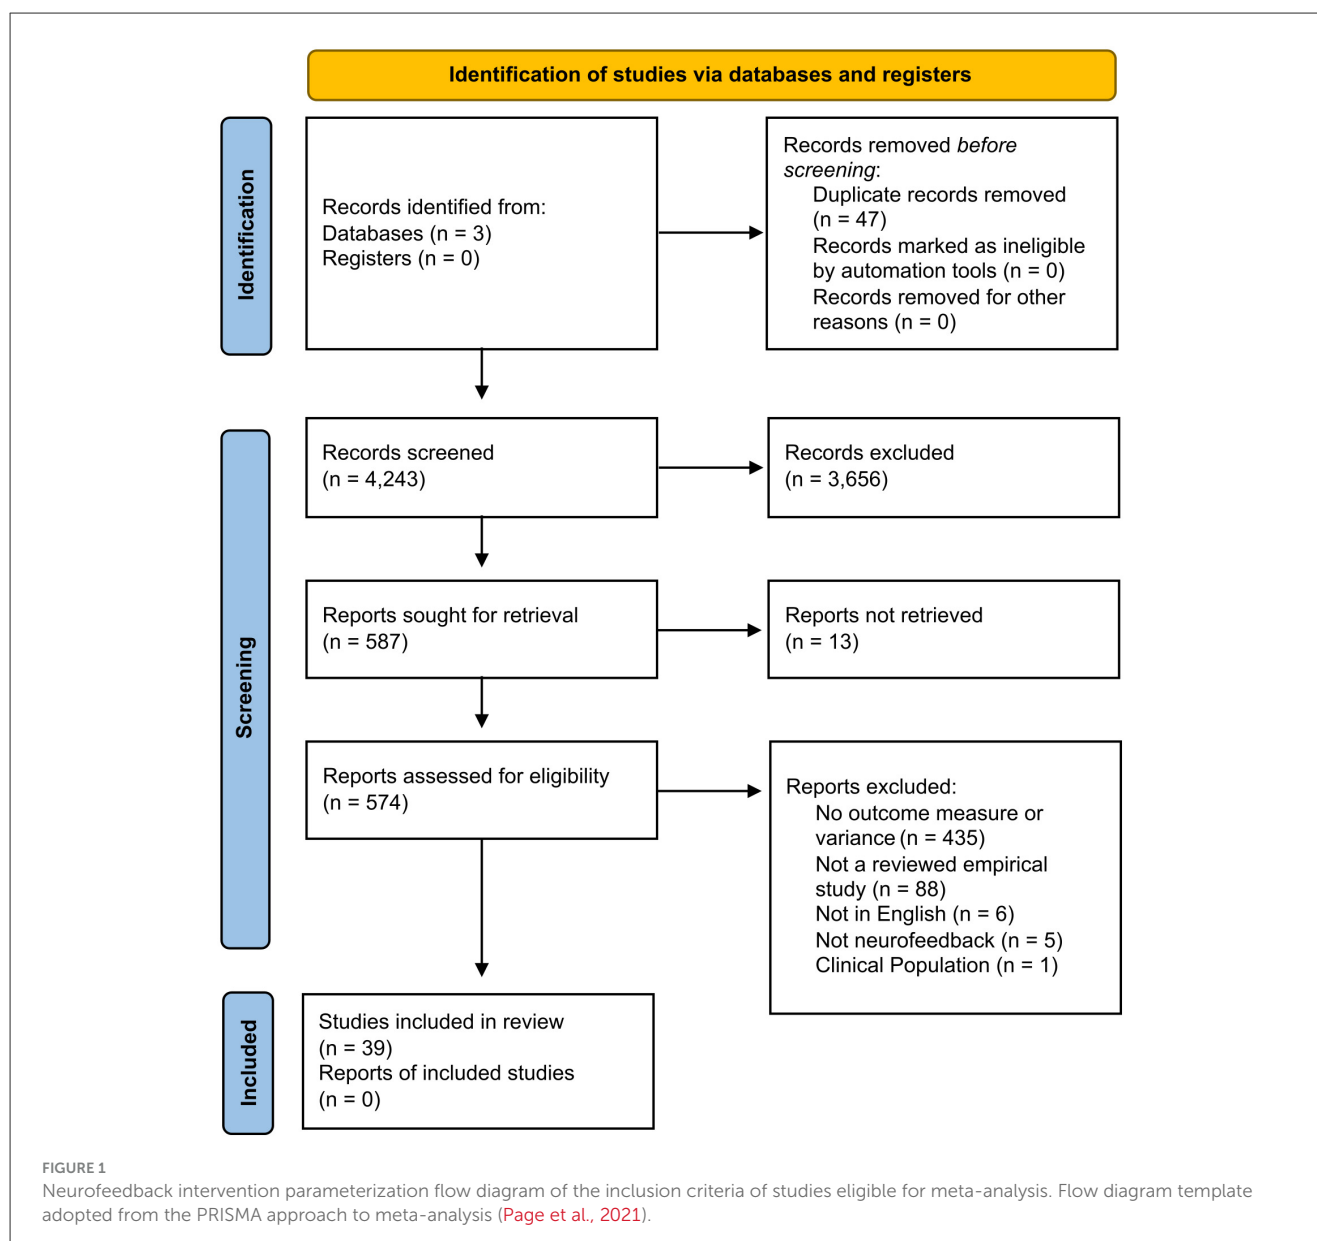 Identification of studies via databases and registers
Identification
Records identified from:
Databases (n = 3)
Registers (n = 0)
Records removed before
screening:
Duplicate records removed
(n = 47)
Records marked as ineligible
by automation tools (n = 0)
Records removed for other
reasons (n = 0)
Screening
Records screened
(n = 4,243)
Records excluded
(n = 3,656)
Reports sought for retrieval
(n = 587)
Reports not retrieved
(n = 13)
Reports assessed for eligibility
(n = 574)
Reports excluded:
No outcome measure or
variance (n = 435)
Not a reviewed empirical
study (n = 88)
Not in English (n = 6)
Not neurofeedback (n = 5)
Clinical Population (n = 1)
Included
Studies included in review
(n = 39)
Reports of included studies
(n = 0)
FIGURE 1
Neurofeedback intervention parameterization flow diagram of the inclusion criteria of studies eligible for meta-analysis. Flow diagram template
adopted from the PRISMA approach to meta-analysis (Page et al., 2021).